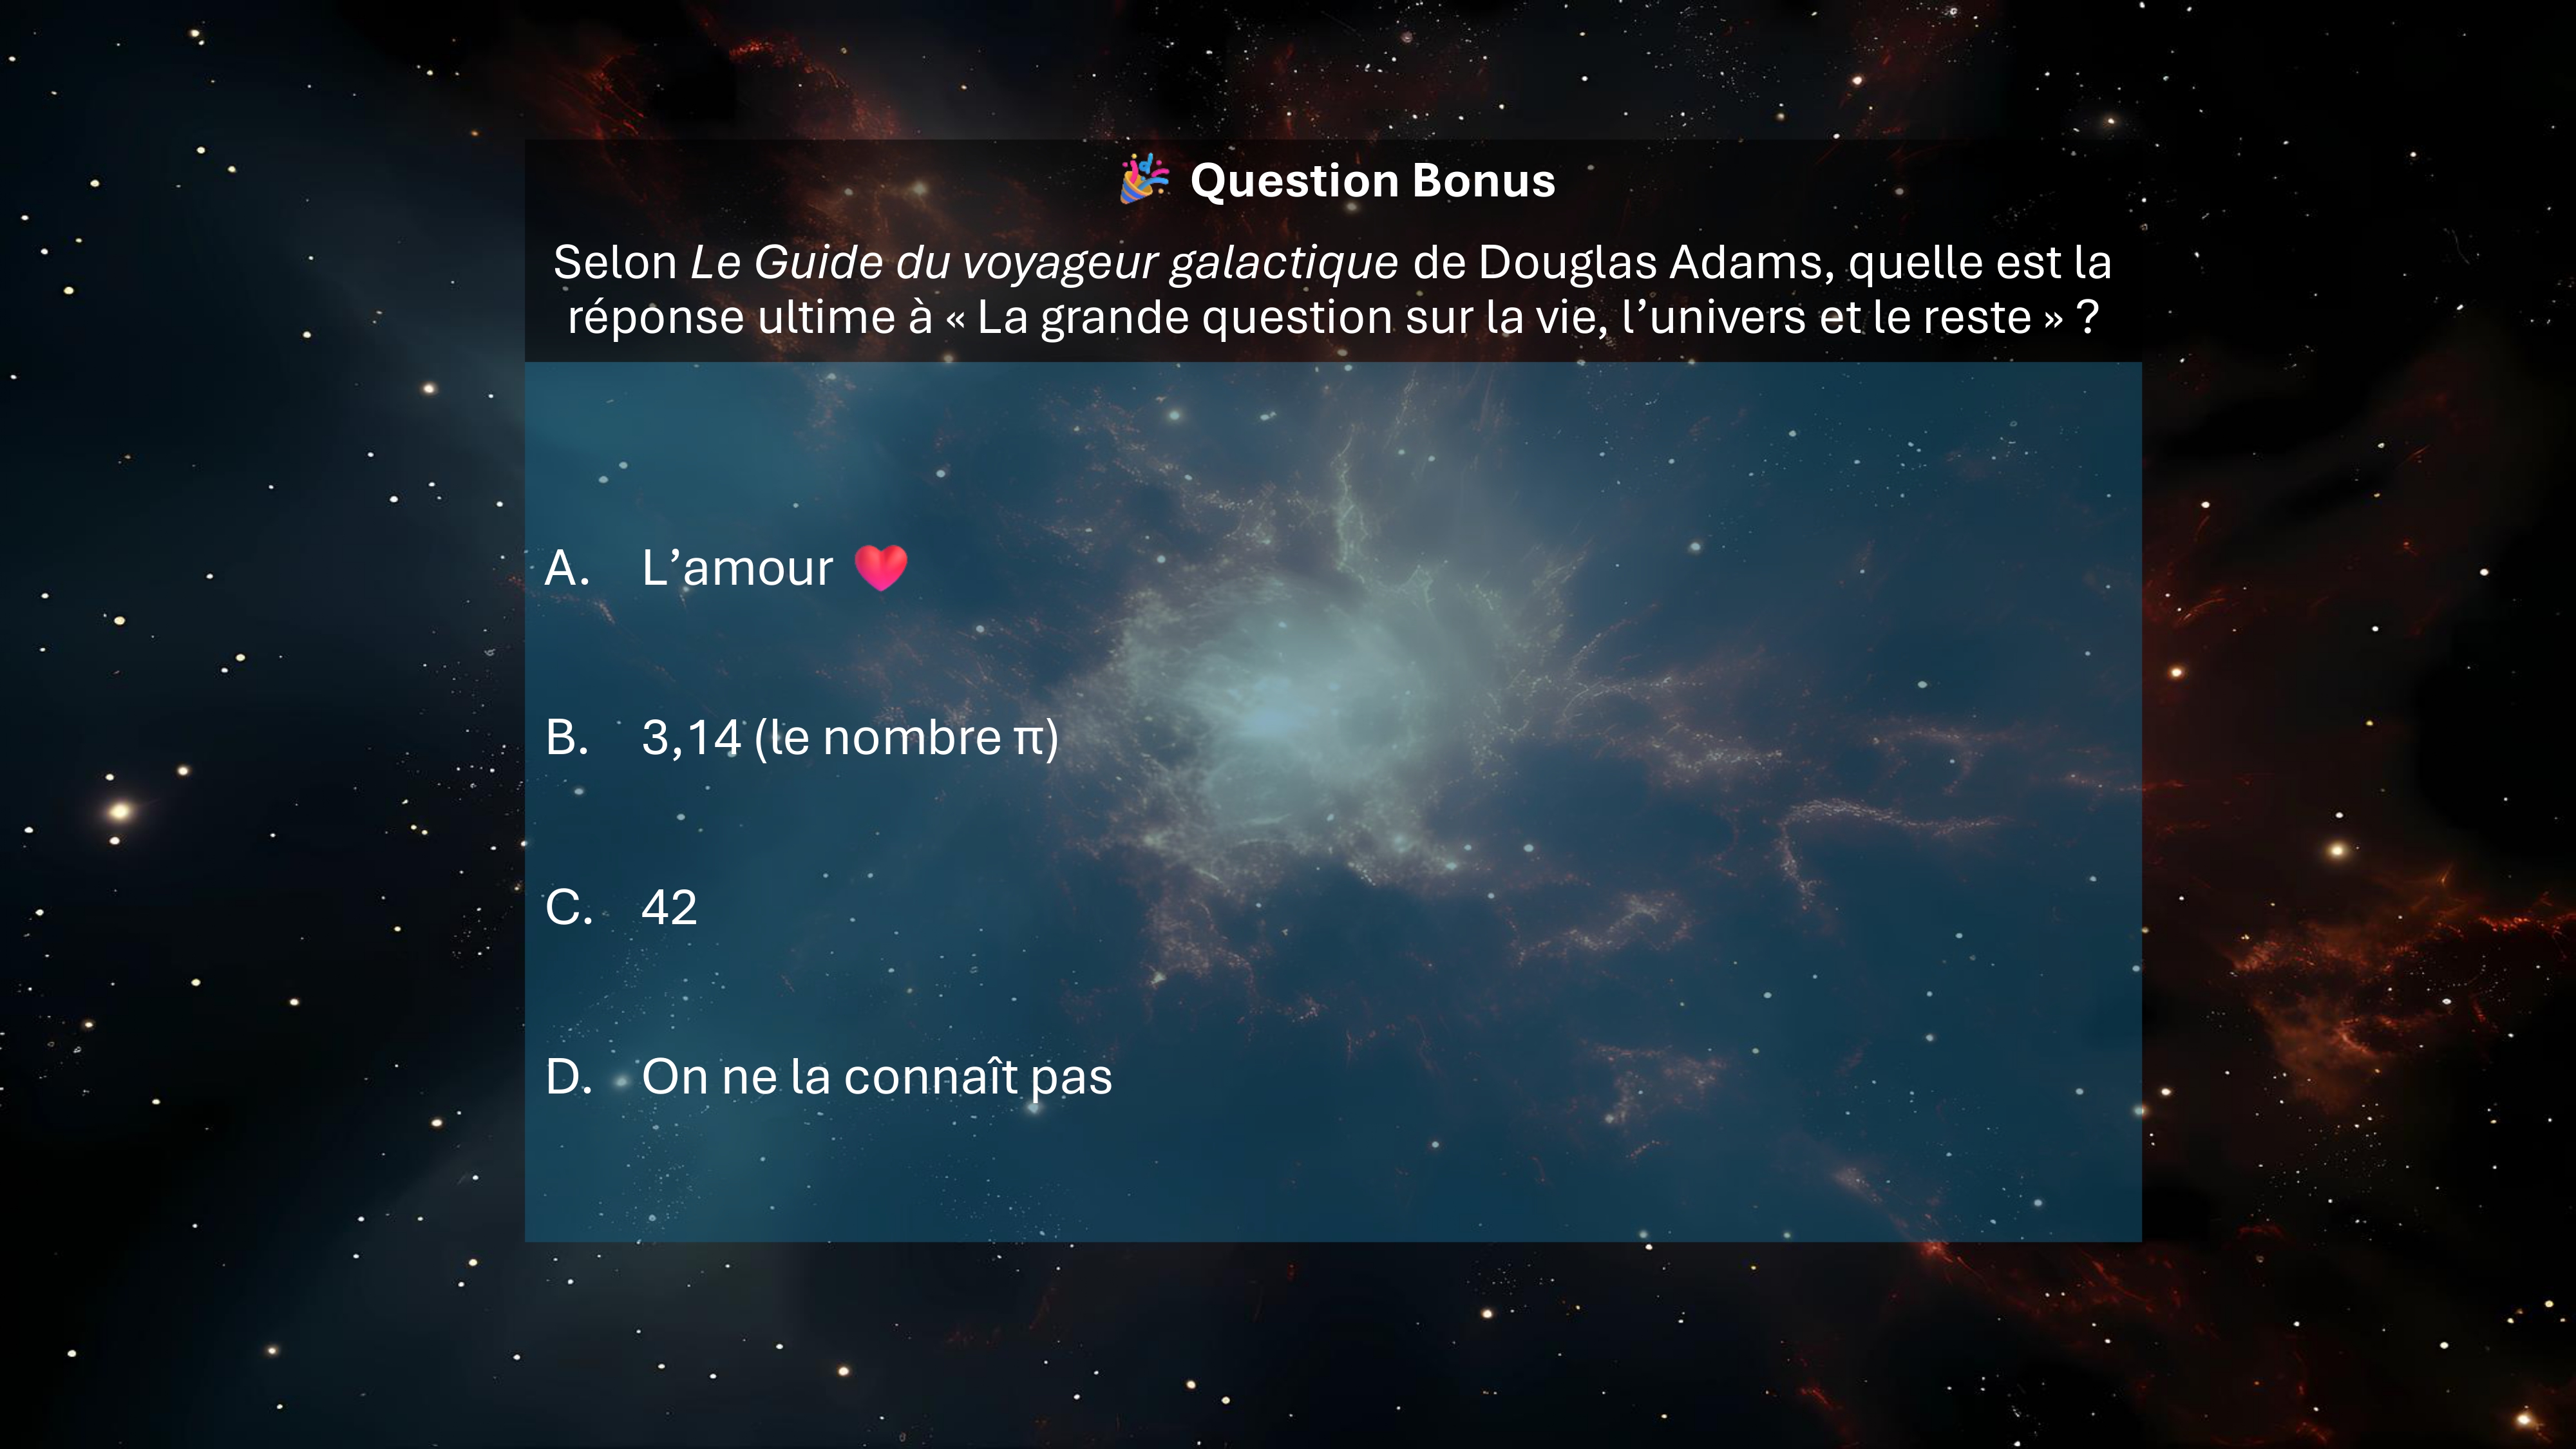 🎉 Question Bonus
Selon Le Guide du voyageur galactique de Douglas Adams, quelle est la
réponse ultime à « La grande question sur la vie, l’univers et le reste » ?
A. L’amour ❤️
B. 3,14 (le nombre π)
C. 42
D. On ne la connaît pas